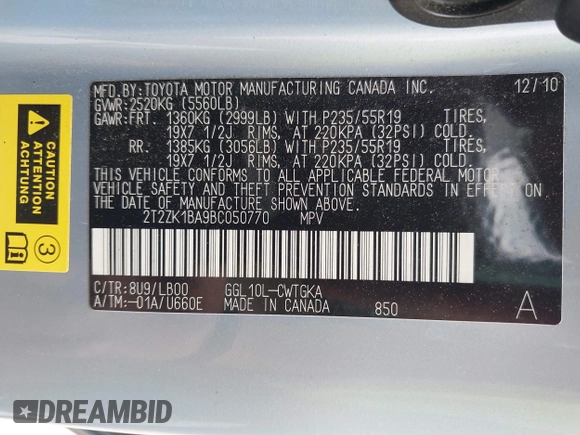 MFD.BY:TOYOTA MOTOR MANUFACTURING CANADA INC. 12/10
GVWR:2520KG (5560LB)
GAWR:FRT. 1360KG (2999LB) WITH P235/55R19 TIRES,
19X7 1/2J RIMS, AT 220KPA (32PSI) COLD.
RR. 1385KG (3056LB) WITH P235/55R19 TIRES,
19X7 1/2J RIMS, AT 220KPA (32PSI) COLD.
THIS VEHICLE CONFORMS TO ALL APPLICABLE FEDERAL MOTOR
VEHICLE SAFETY AND THEFT PREVENTION STANDARDS IN EFFECT ON
THE DATE OF MANUFACTURE SHOWN ABOVE.
2T2ZK1BA9BC050770 MPV
C/TR:8U9/LB00 GGL10L-CWTGKA
A/TM:-01A/U660E MADE IN CANADA 850 A
CAUTION
ATTENTION
3
DREAMBID